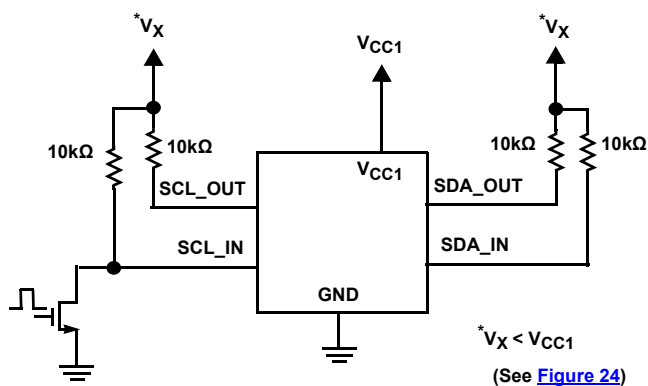 *VX
VCC1
*VX
10kΩ
10kΩ
10kΩ
10kΩ
VCC1
SCL_OUT
SDA_OUT
SCL_IN
SDA_IN
GND
*VX < VCC1
(See Figure 24)